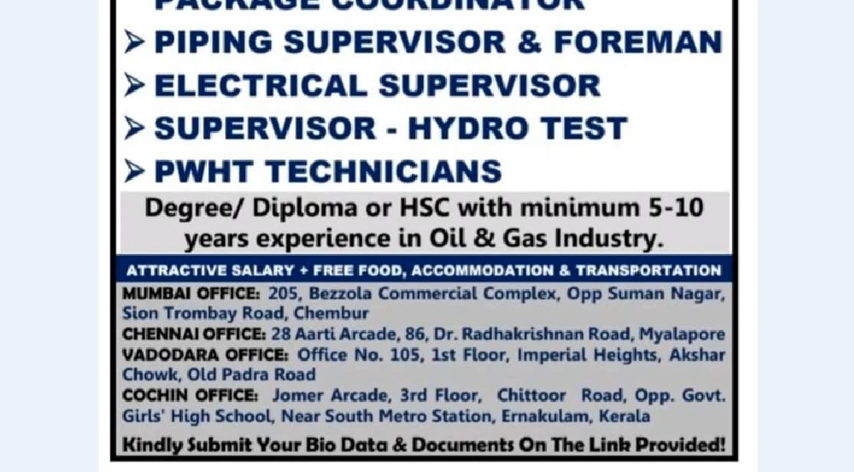 PACKAGE COORDINATOR
➢ PIPING SUPERVISOR & FOREMAN
➢ ELECTRICAL SUPERVISOR
➢ SUPERVISOR - HYDRO TEST
➢ PWHT TECHNICIANS
Degree/ Diploma or HSC with minimum 5-10
years experience in Oil & Gas Industry.
ATTRACTIVE SALARY + FREE FOOD, ACCOMMODATION & TRANSPORTATION
MUMBAI OFFICE: 205, Bezzola Commercial Complex, Opp Suman Nagar,
Sion Trombay Road, Chembur
CHENNAI OFFICE: 28 Aarti Arcade, 86, Dr. Radhakrishnan Road, Myalapore
VADODARA OFFICE: Office No. 105, 1st Floor, Imperial Heights, Akshar
Chowk, Old Padra Road
COCHIN OFFICE: Jomer Arcade, 3rd Floor, Chittoor Road, Opp. Govt.
Girls' High School, Near South Metro Station, Ernakulam, Kerala
Kindly Submit Your Bio Data & Documents On The Link Provided!